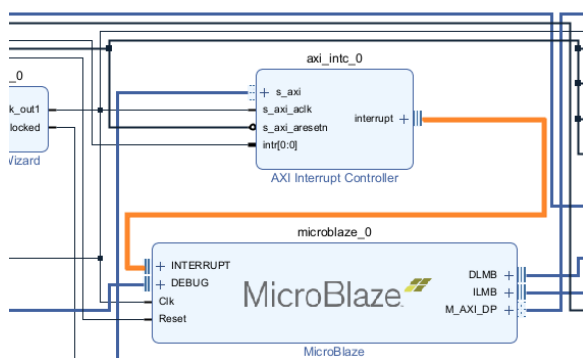 axi_intc_0
_0
s_axi
s_axi_aclk
s_axi_aresetn
intr[0:0]
interrupt
k_out1
locked
Wizard
AXI Interrupt Controller
microblaze_0
INTERRUPT
DEBUG
Clk
Reset
MicroBlaze
DLMB
ILMB
M_AXI_DP
MicroBlaze